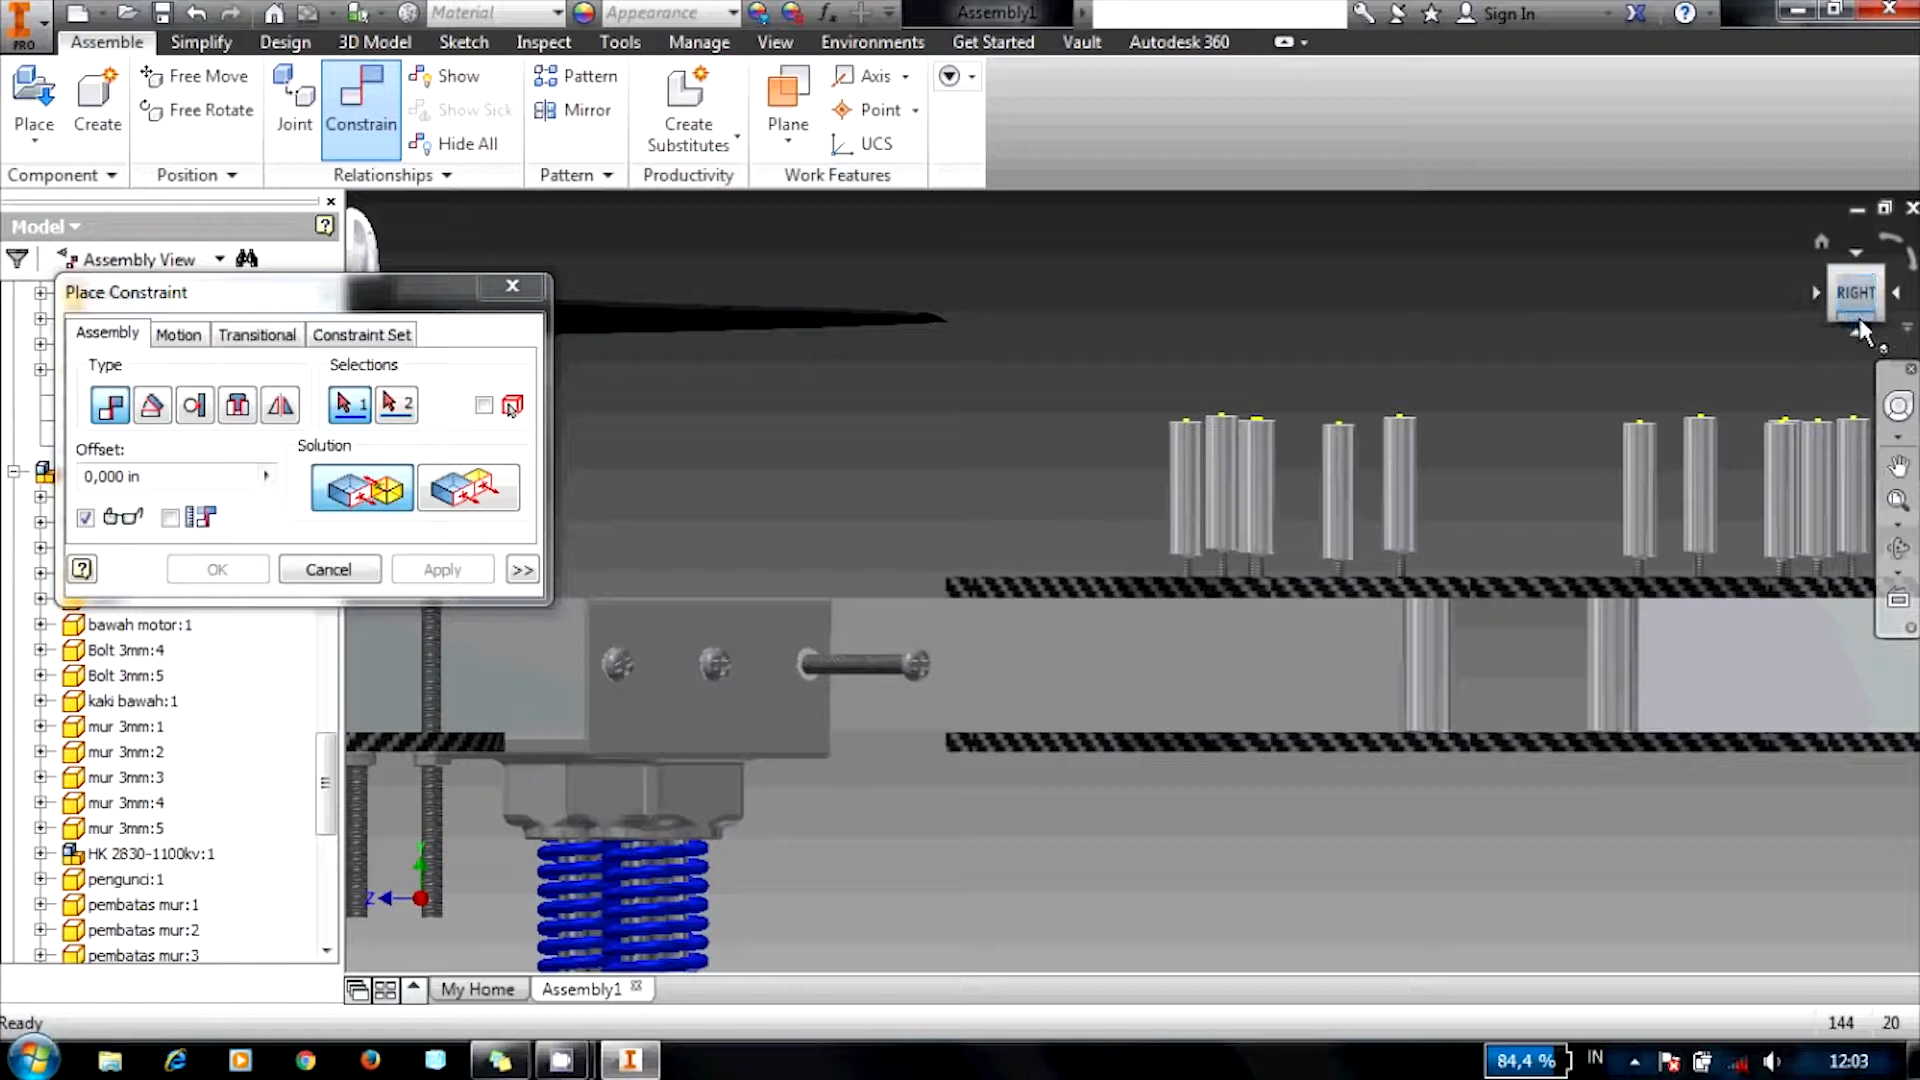 PRO
Material
Appearance
Assembly1
Sign In
Assemble
Simplify
Design
3D Model
Sketch
Inspect
Tools
Manage
View
Environments
Get Started
Vault
Autodesk 360
Place
Create
Free Move
Free Rotate
Joint
Constrain
Show
Show Sick
Hide All
Pattern
Mirror
Create
Substitutes
Plane
Axis
Point
UCS
Component
Position
Relationships
Pattern
Productivity
Work Features
Model
Assembly View
Place Constraint
Assembly
Motion
Transitional
Constraint Set
Type
Selections
1
2
Offset:
Solution
0,000 in
OK
Cancel
Apply
>>
RIGHT
bawah motor:1
Bolt 3mm:4
Bolt 3mm:5
kaki bawah:1
mur 3mm:1
mur 3mm:2
mur 3mm:3
mur 3mm:4
mur 3mm:5
HK 2830-1100kv:1
pengunci:1
pembatas mur:1
pembatas mur:2
pembatas mur:3
Y
Z
My Home
Assembly1
Ready
144
20
84,4 %
IN
12:03